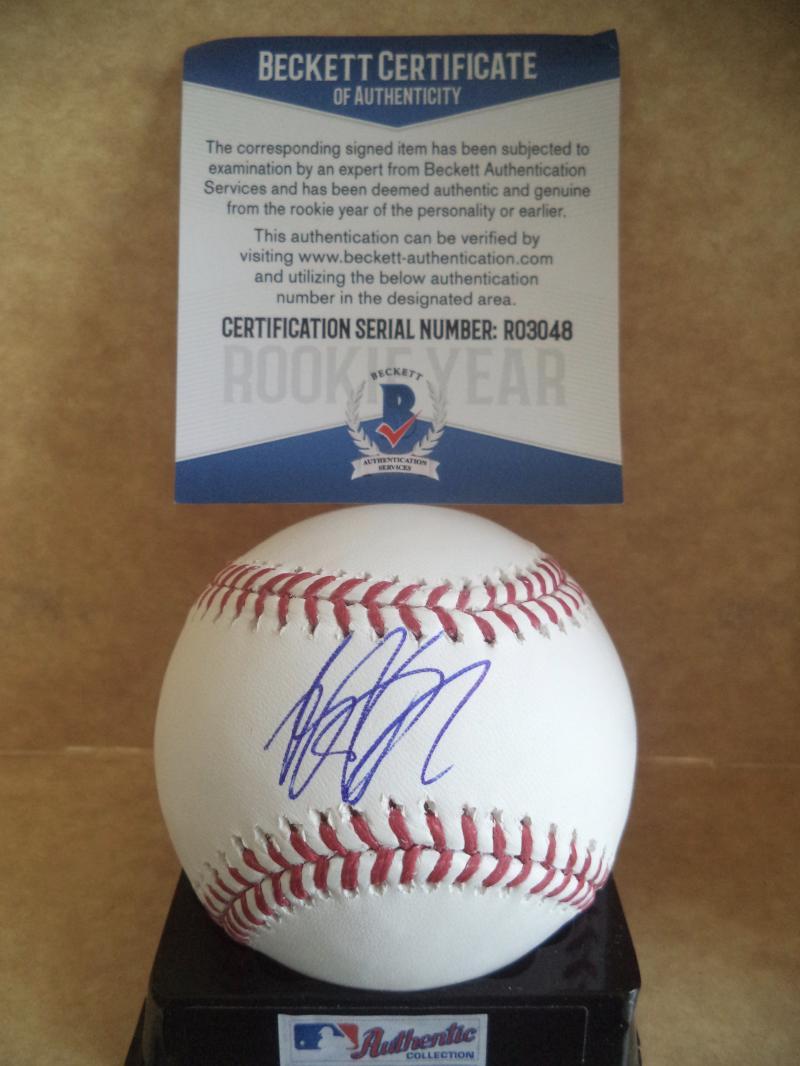 BECKETT CERTIFICATE
OF AUTHENTICITY
The corresponding signed item has been subjected to
examination by an expert from Beckett Authentication
Services and has been deemed authentic and genuine
from the rookie year of the personality or earlier.
This authentication can be verified by
visiting www.beckett-authentication.com
and utilizing the below authentication
number in the designated area.
CERTIFICATION SERIAL NUMBER: R03048
ROOKIE YEAR
BECKETT
B
AUTHENTICATION
SERVICES
Authentic
COLLECTION